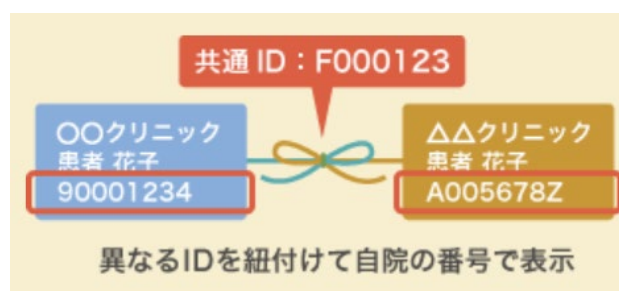 共通 ID：F000123
〇〇クリニック
患者 花子
90001234
△△クリニック
患者 花子
A005678Z
異なるIDを紐付けて自院の番号で表示